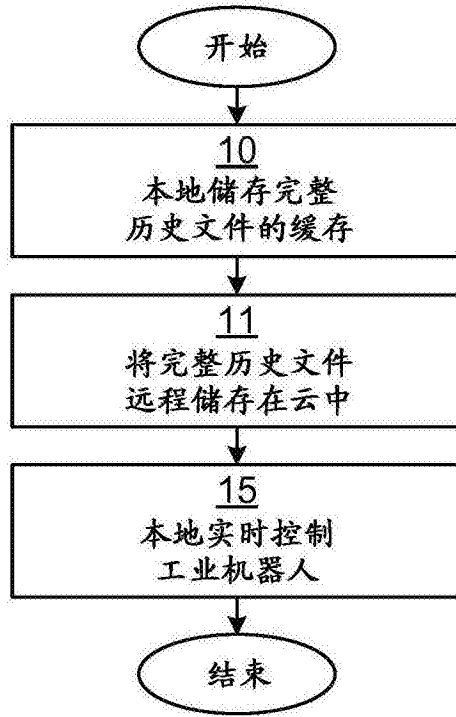 开始
10
本地储存完整
历史文件的缓存
11
将完整历史文件
远程储存在云中
15
本地实时控制
工业机器人
结束